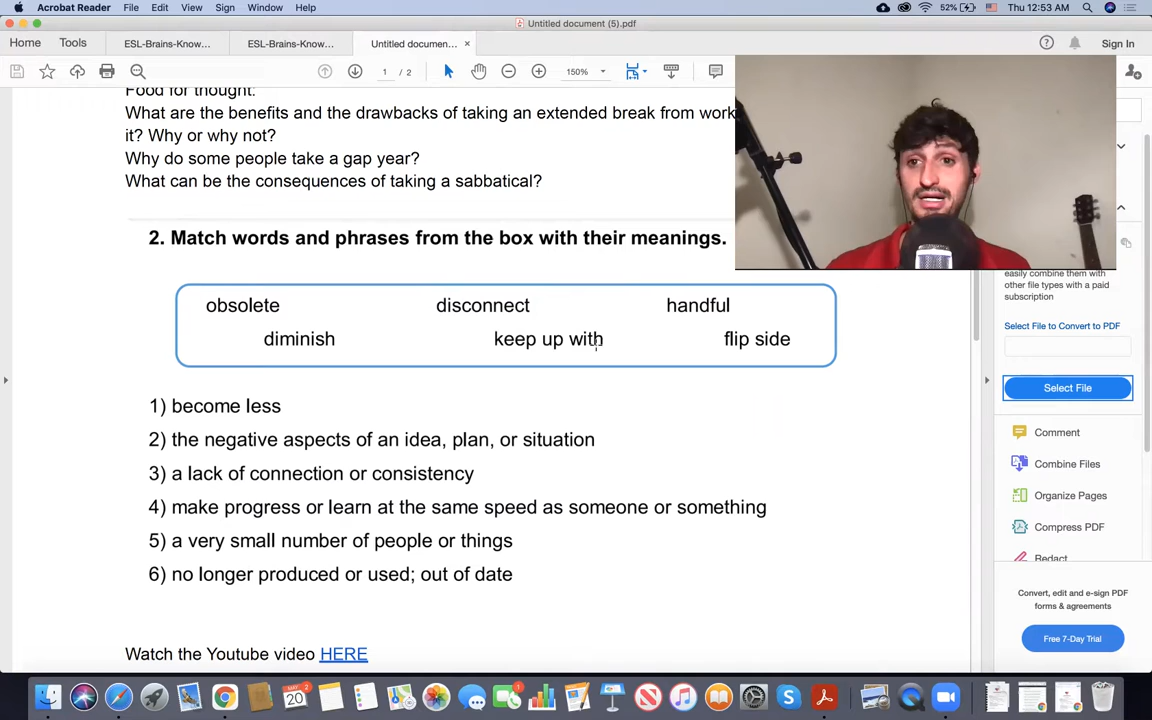 Acrobat Reader File Edit View Sign Window Help 52% Thu 12:53 AM
Untitled document (5).pdf
Home Tools ESL-Brains-Know... ESL-Brains-Know... Untitled documen... × Sign In
1 / 2 150%
Food for thought:
What are the benefits and the drawbacks of taking an extended break from work
it? Why or why not?
Why do some people take a gap year?
What can be the consequences of taking a sabbatical?
2. Match words and phrases from the box with their meanings.
obsolete disconnect handful
diminish keep up with flip side
1) become less
2) the negative aspects of an idea, plan, or situation
3) a lack of connection or consistency
4) make progress or learn at the same speed as someone or something
5) a very small number of people or things
6) no longer produced or used; out of date
Watch the Youtube video HERE
easily combine them with
other file types with a paid
subscription
Select File to Convert to PDF
Select File
Comment
Combine Files
Organize Pages
Compress PDF
Redact
Convert, edit and e-sign PDF
forms & agreements
Free 7-Day Trial
MAY 2
20
1